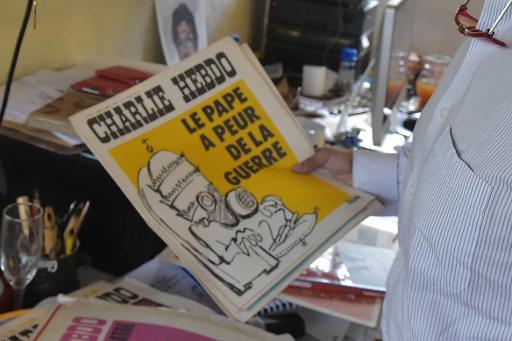 CHARLIE HEBDO
LE PAPE
A PEUR
DE LA
GUERRE